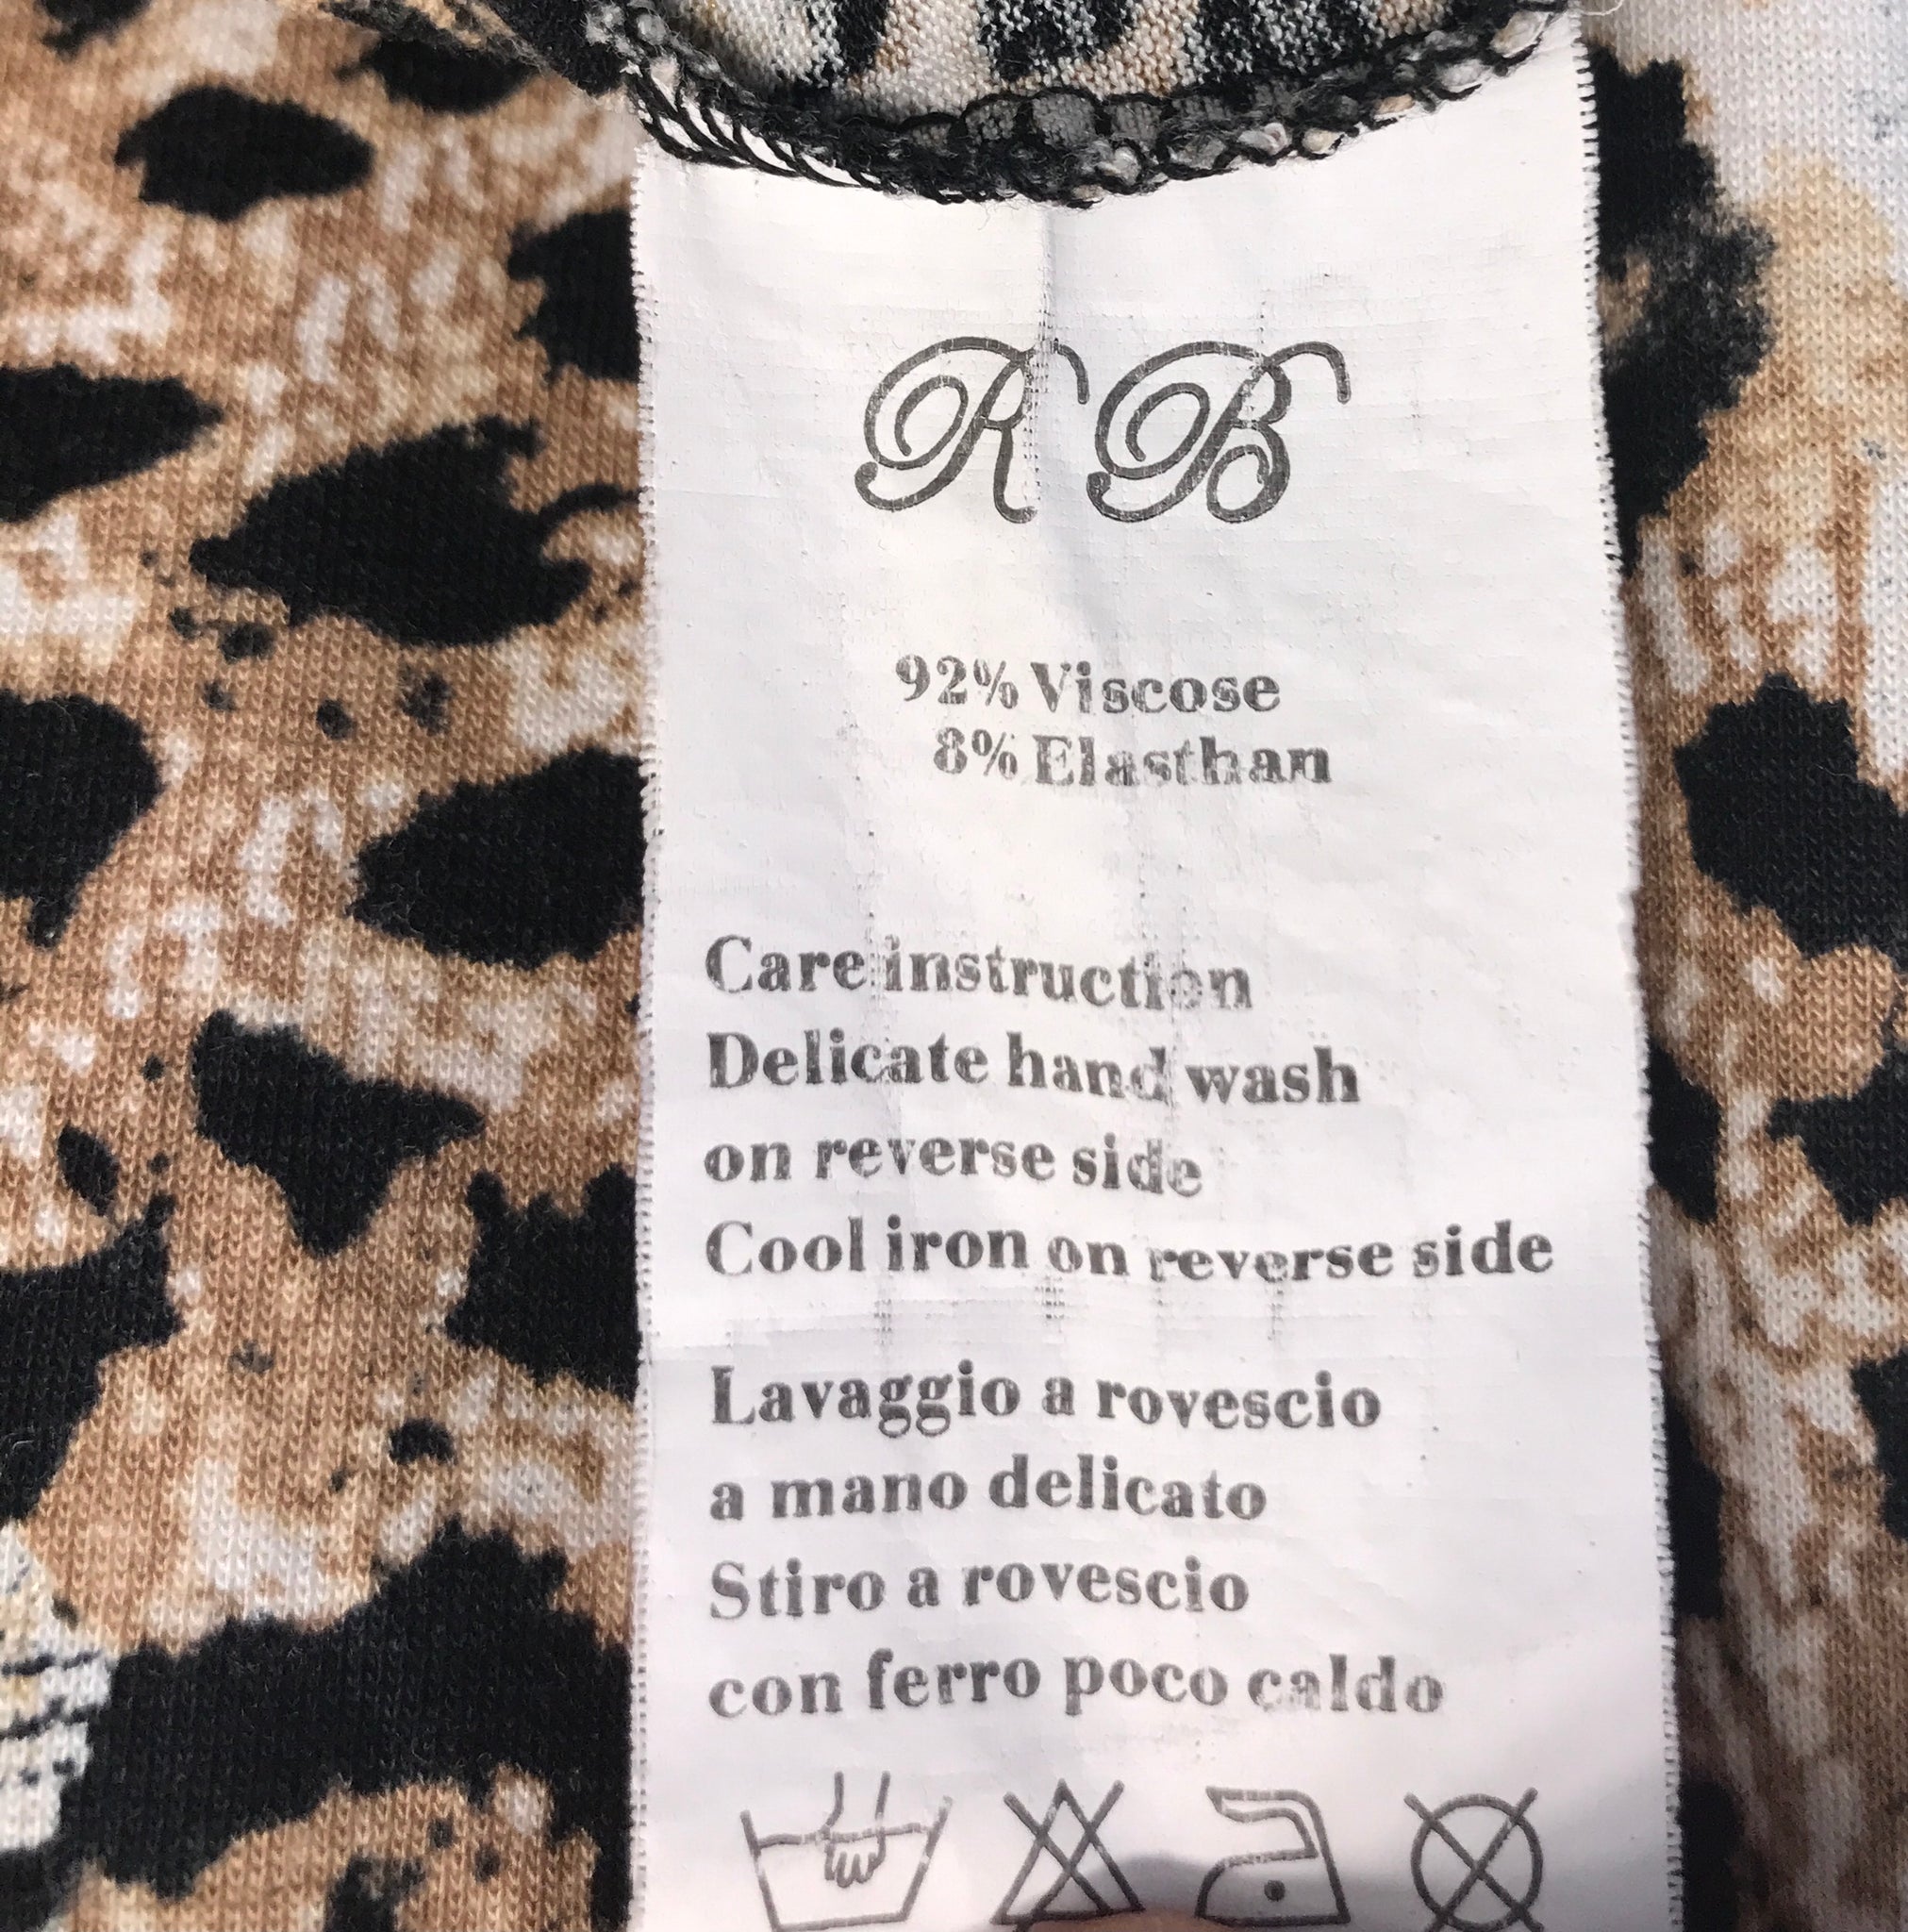 RB
92% Viscose
8% Elasthan
Care instruction
Delicate hand wash
on reverse side
Cool iron on reverse side
Lavaggio a rovescio
a mano delicato
Stiro a rovescio
con ferro poco caldo